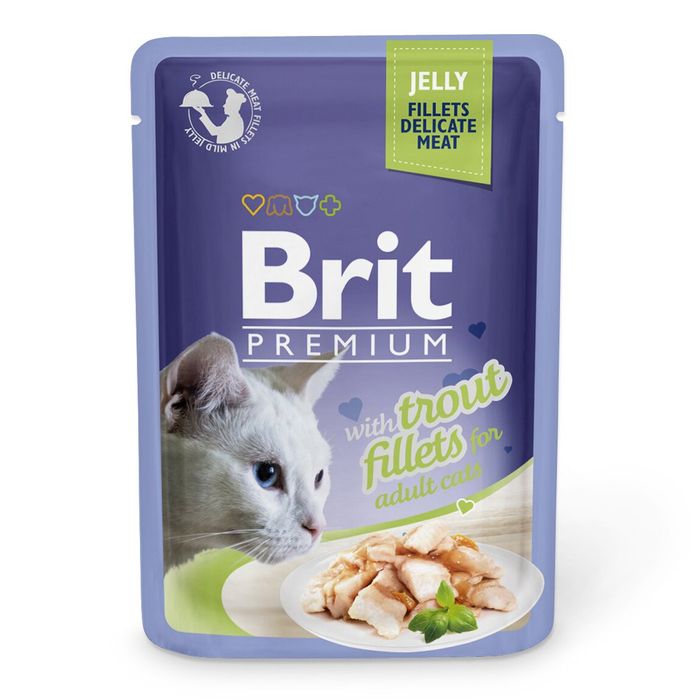 DELICATE MEAT FILLETS IN MILD JELLY
JELLY
FILLETS
DELICATE
MEAT
Brit
PREMIUM
with trout
fillets for
adult cats